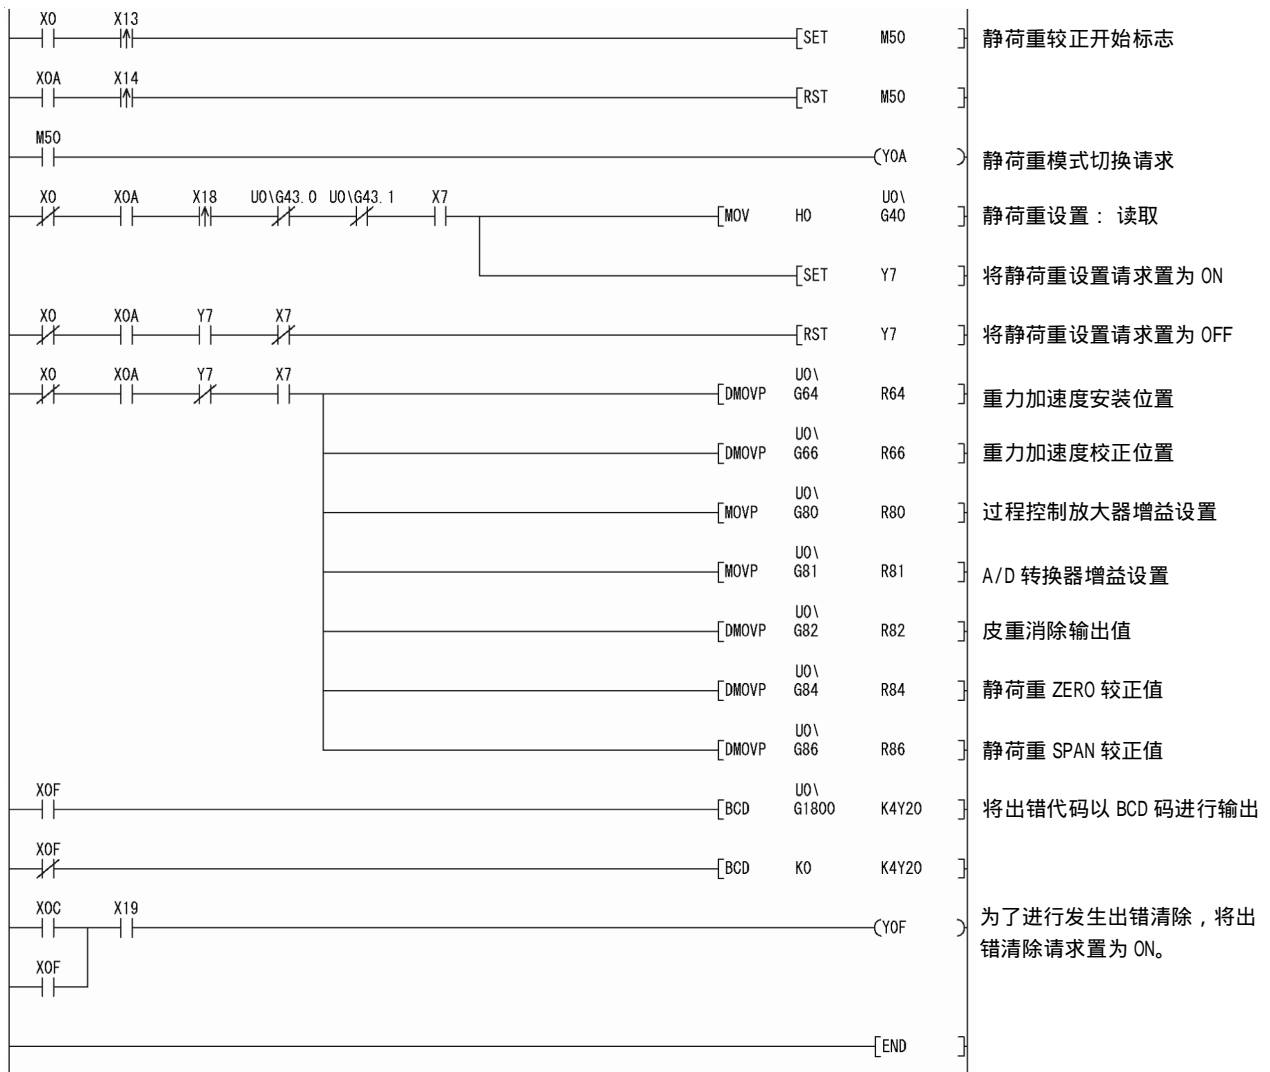 X0 X13
SET M50 静荷重较正开始标志
X0A X14
RST M50
M50
Y0A 静荷重模式切换请求
X0 X0A X18 U0\G43.0 U0\G43.1 X7 U0\
MOV H0 G40 静荷重设置： 读取
SET Y7 将静荷重设置请求置为 ON
X0 X0A Y7 X7
RST Y7 将静荷重设置请求置为 OFF
X0 X0A Y7 X7 U0\
DMOVP G64 R64 重力加速度安装位置
U0\
DMOVP G66 R66 重力加速度校正位置
U0\
MOVP G80 R80 过程控制放大器增益设置
U0\
MOVP G81 R81 A/D 转换器增益设置
U0\
DMOVP G82 R82 皮重消除输出值
U0\
DMOVP G84 R84 静荷重 ZERO 较正值
U0\
DMOVP G86 R86 静荷重 SPAN 较正值
X0F U0\
BCD G1800 K4Y20 将出错代码以 BCD 码进行输出
X0F
BCD K0 K4Y20
X0C X19
Y0F 为了进行发生出错清除，将出
错清除请求置为 ON。
X0F
END